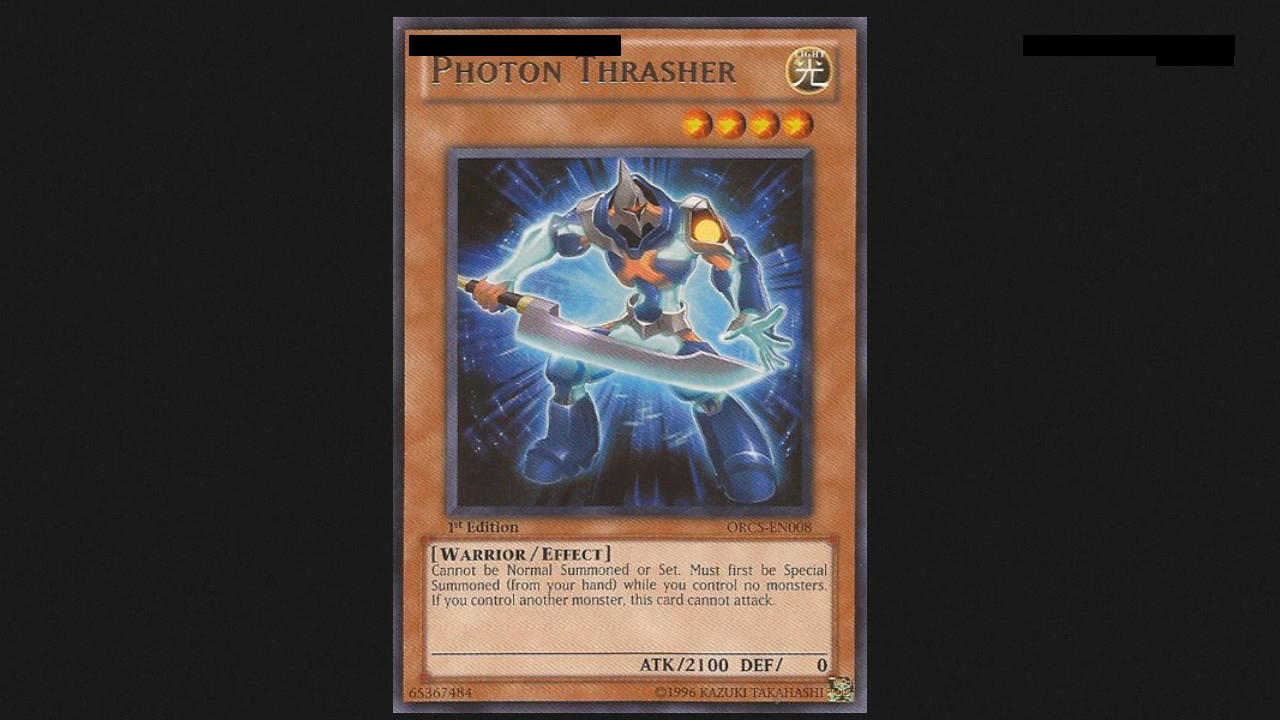 PHOTON THRASHER
LIGHT
光
1st Edition
ORCS-EN008
[WARRIOR/EFFECT]
Cannot be Normal Summoned or Set. Must first be Special
Summoned (from your hand) while you control no monsters.
If you control another monster, this card cannot attack.
ATK/2100 DEF/ 0
65367484
©1996 KAZUKI TAKAHASHI